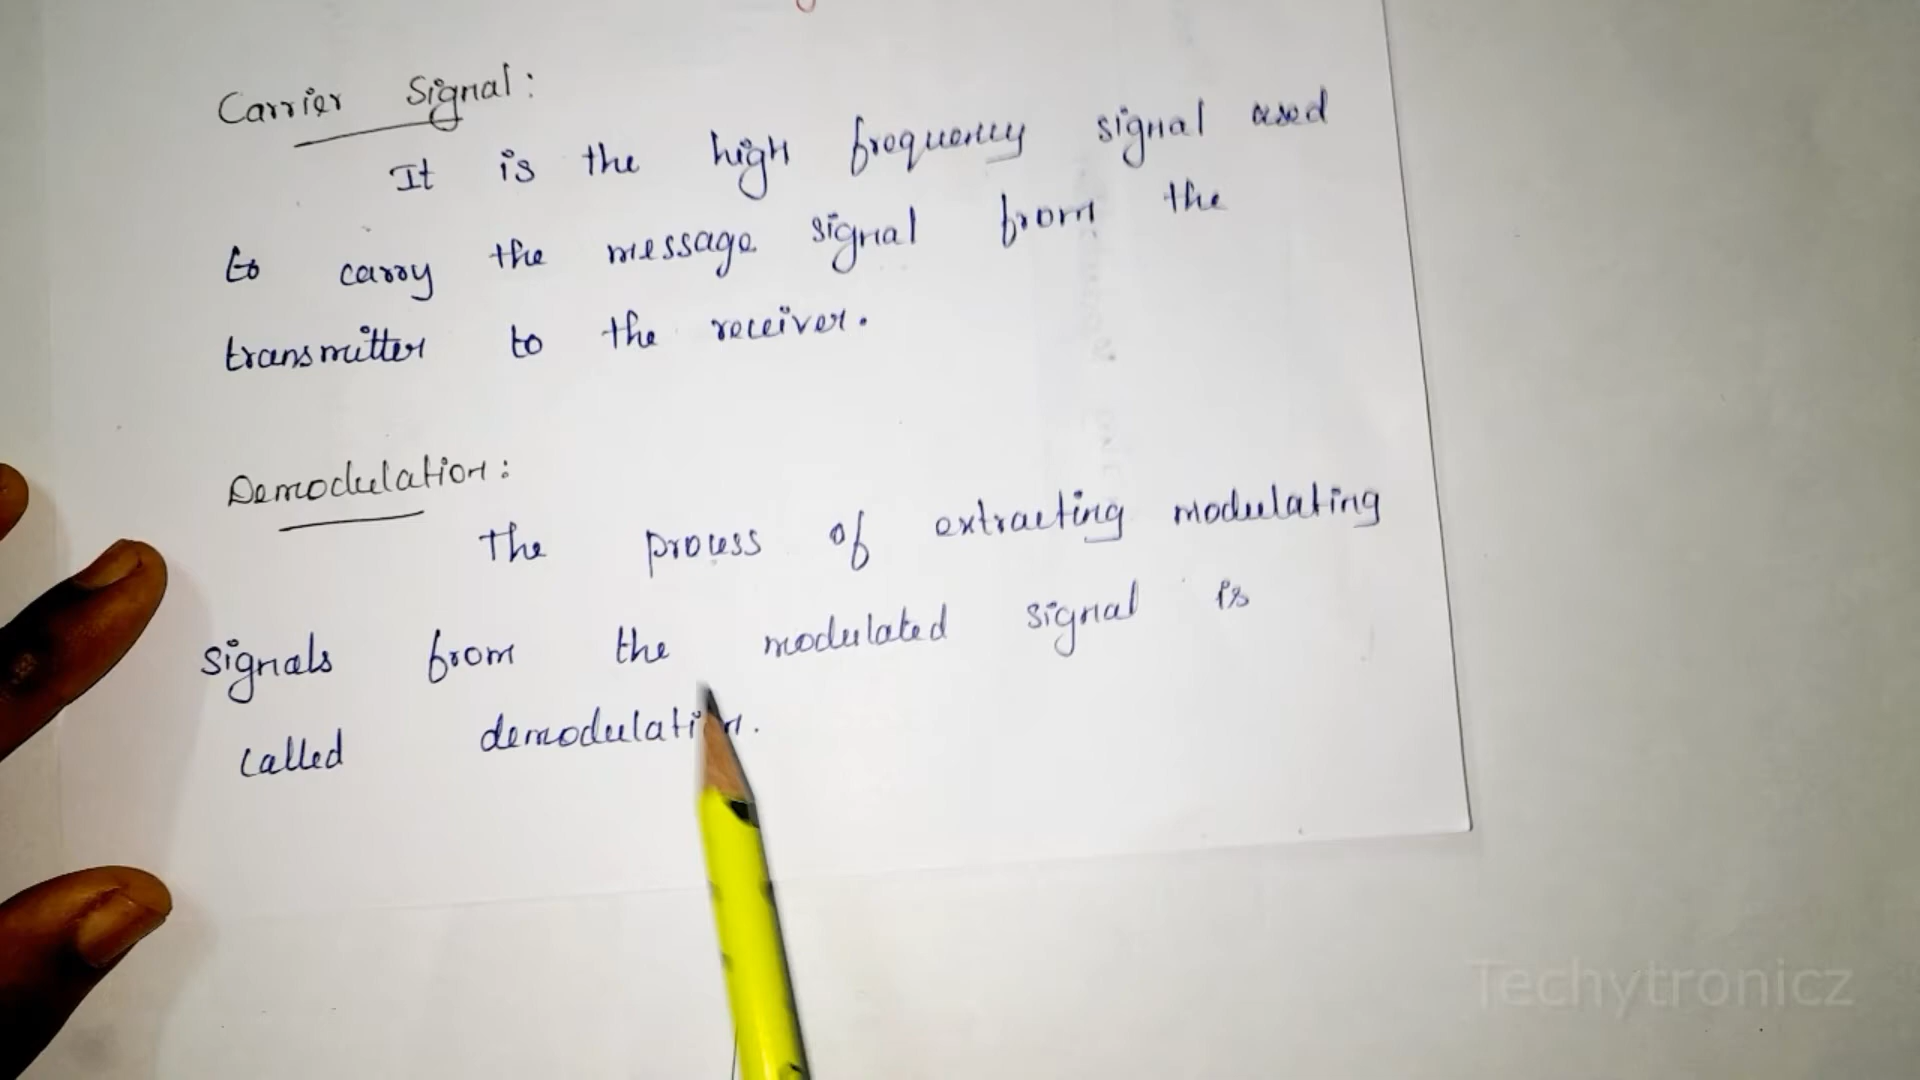 Carrier Signal:
It is the high frequency signal used
to carry the message signal from the
transmitter to the receiver.
Demodulation:
The process of extracting modulating
signals from the modulated signal is
called demodulation.
Techytronicz